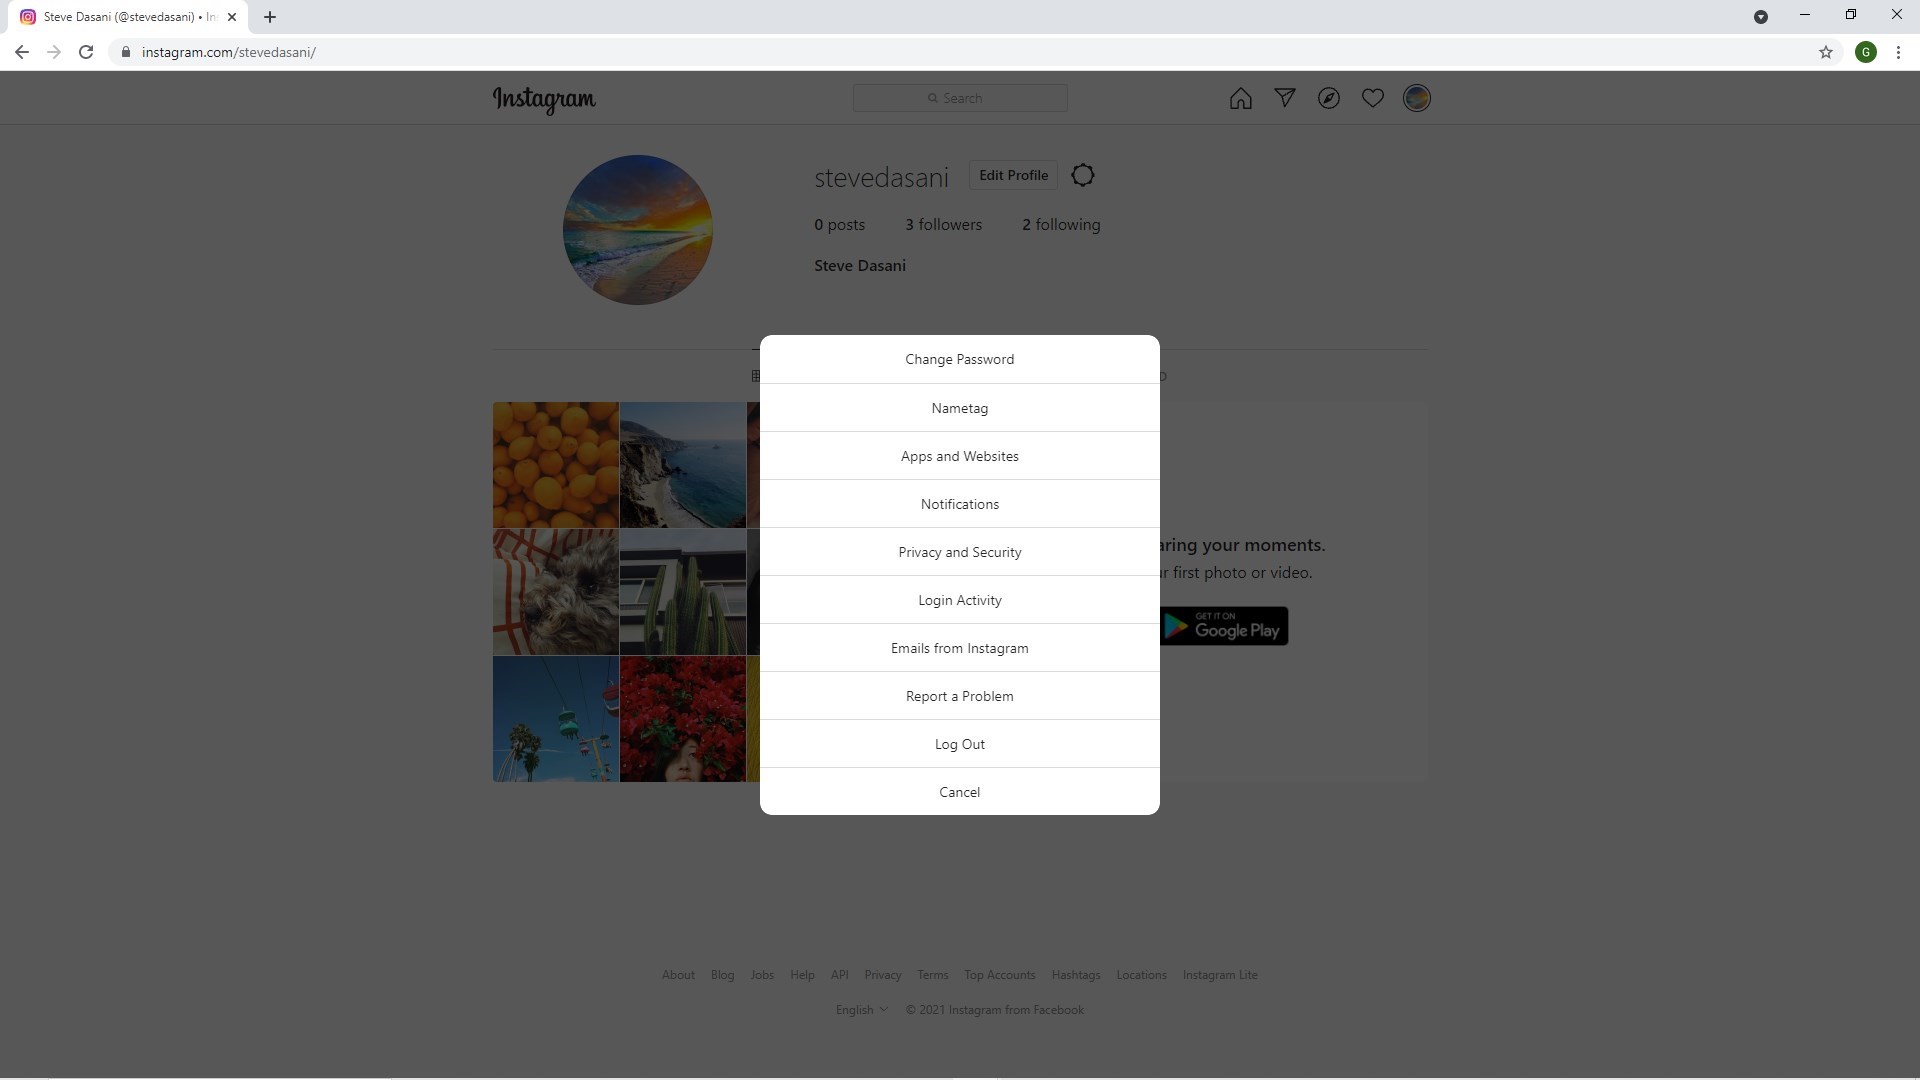 Steve Dasani (@stevedasani) • In
instagram.com/stevedasani/
G
Instagram
Search
stevedasani
Edit Profile
0 posts
3 followers
2 following
Steve Dasani
Change Password
Nametag
Apps and Websites
Notifications
Privacy and Security
Login Activity
Emails from Instagram
Report a Problem
Log Out
Cancel
D
aring your moments.
ur first photo or video.
GET IT ON
Google Play
About Blog Jobs Help API Privacy Terms Top Accounts Hashtags Locations Instagram Lite
English © 2021 Instagram from Facebook